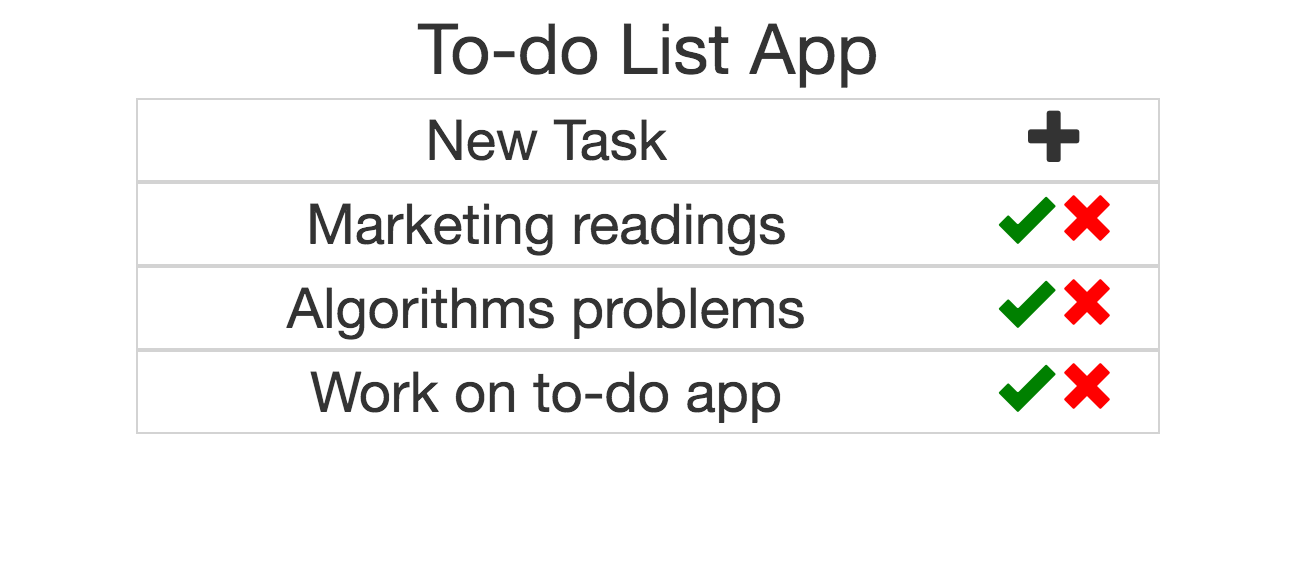 To-do List App
New Task
Marketing readings
Algorithms problems
Work on to-do app